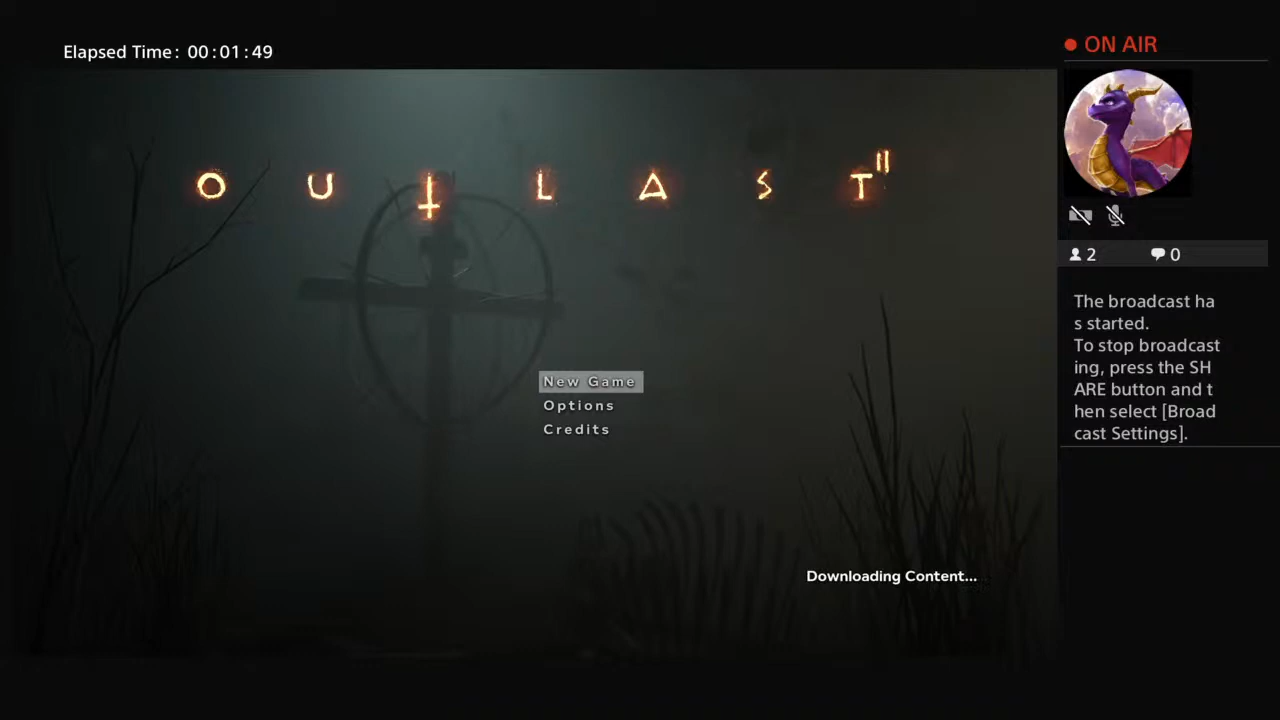 Elapsed Time: 00:01:49
ON AIR
OUTLAST II
2 0
New Game
Options
Credits
The broadcast ha
s started.
To stop broadcast
ing, press the SH
ARE button and t
hen select [Broad
cast Settings].
Downloading Content...